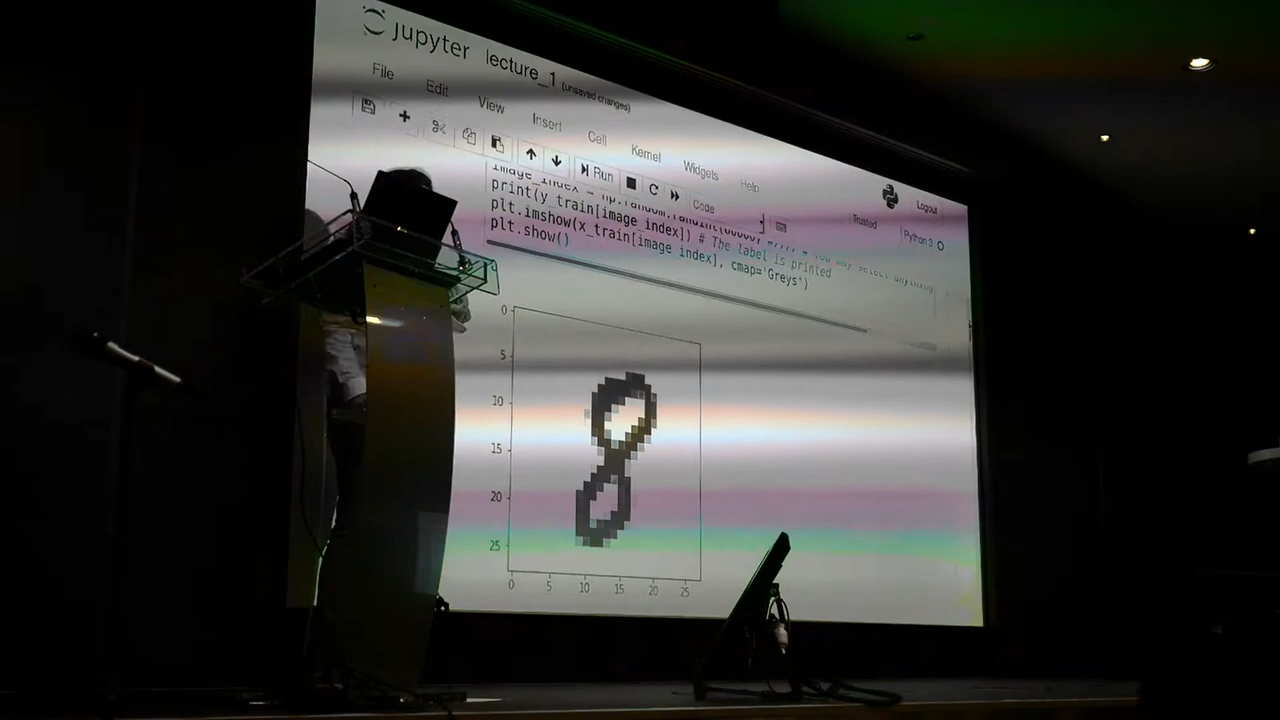 jupyter lecture_1 (unsaved changes)
File Edit View Insert Cell Kernel Widgets Help
Trusted Python 3
Logout
Run Code
image_index =
print(y_train[image_index]) # The label is printed
plt.imshow(x_train[image_index], cmap='Greys')
plt.show()
0
5
10
15
20
25
0 5 10 15 20 25